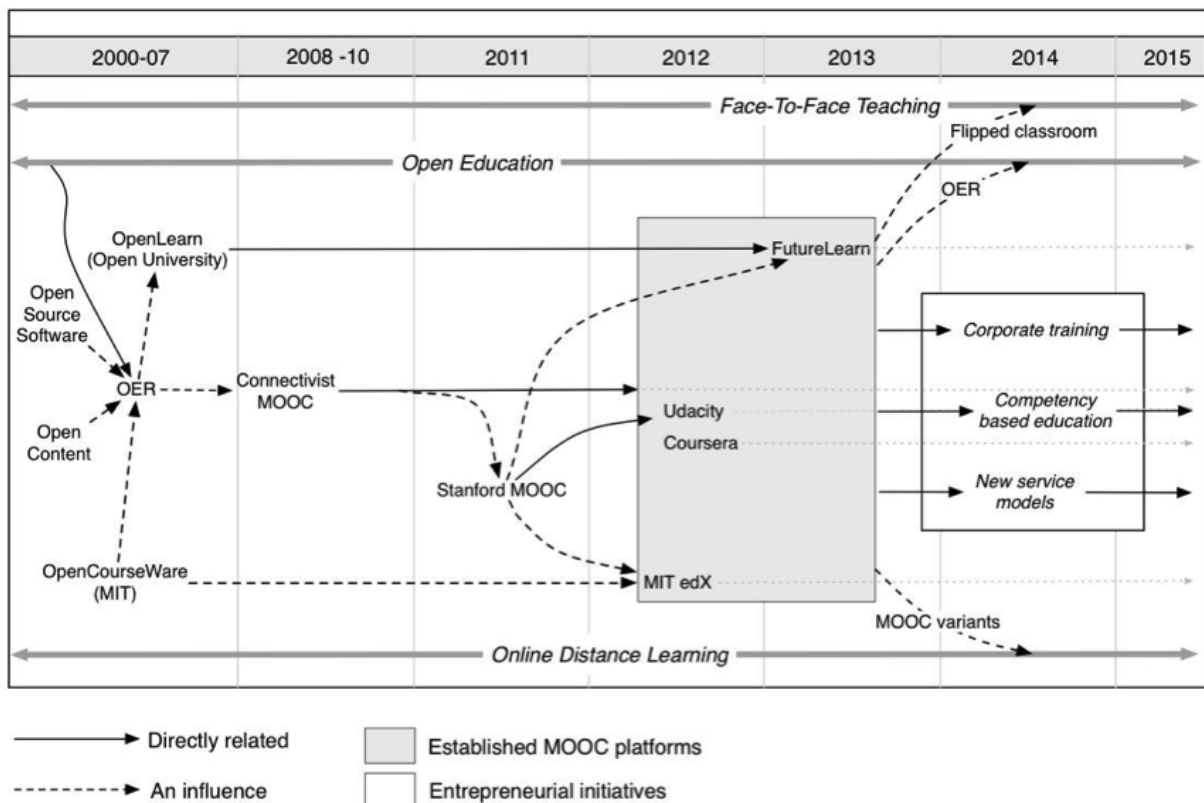 2000-07
2008 -10
2011
2012
2013
2014
2015
Face-To-Face Teaching
Flipped classroom
Open Education
OER
OpenLearn
(Open University)
FutureLearn
Open
Source
Software
Corporate training
OER
Connectivist
MOOC
Udacity
Competency
based education
Open
Content
Coursera
Stanford MOOC
New service
models
OpenCourseWare
(MIT)
MIT edX
MOOC variants
Online Distance Learning
Directly related
Established MOOC platforms
An influence
Entrepreneurial initiatives